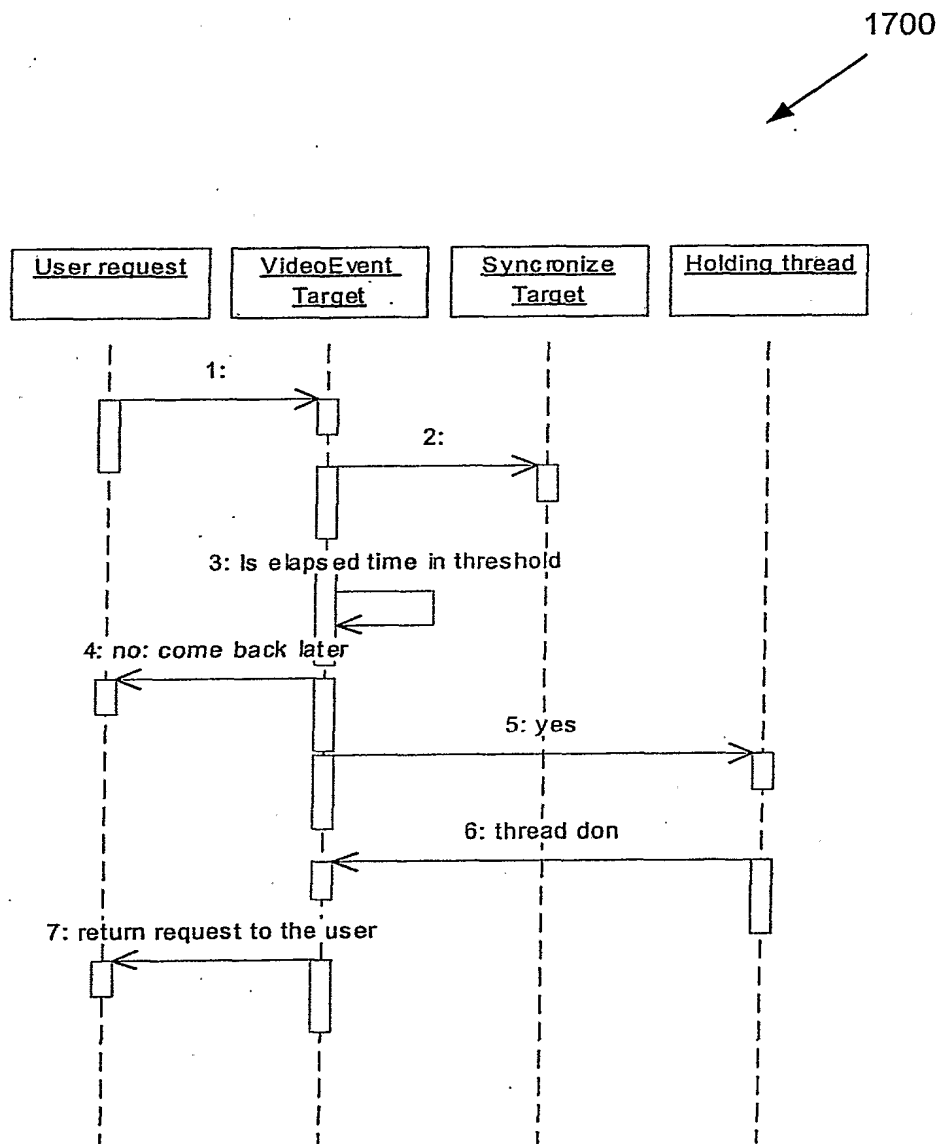 1700
User request
VideoEvent
Target
Syncronize
Target
Holding thread
1:
2:
3: Is elapsed time in threshold
4: no: come back later
5: yes
6: thread don
7: return request to the user